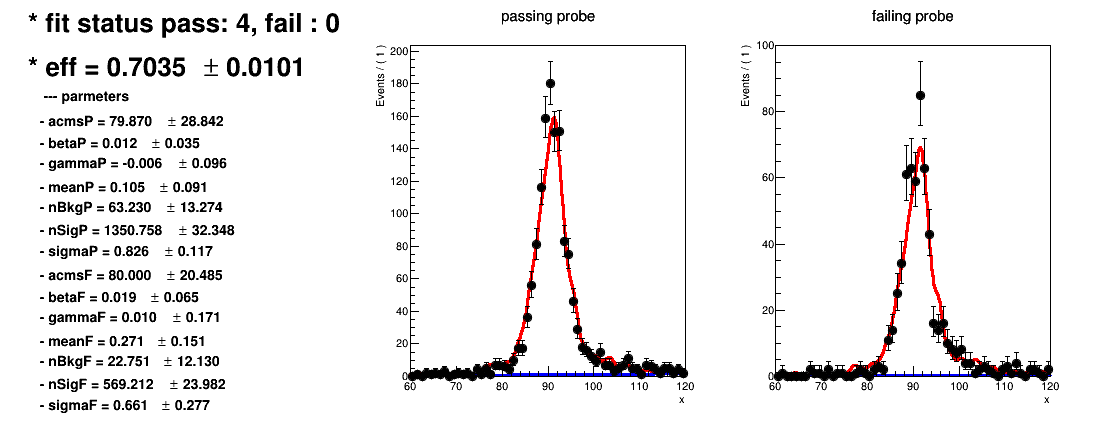 * fit status pass: 4, fail : 0
* eff = 0.7035 ± 0.0101
--- parmeters
- acmsP = 79.870 ± 28.842
- betaP = 0.012 ± 0.035
- gammaP = -0.006 ± 0.096
- meanP = 0.105 ± 0.091
- nBkgP = 63.230 ± 13.274
- nSigP = 1350.758 ± 32.348
- sigmaP = 0.826 ± 0.117
- acmsF = 80.000 ± 20.485
- betaF = 0.019 ± 0.065
- gammaF = 0.010 ± 0.171
- meanF = 0.271 ± 0.151
- nBkgF = 22.751 ± 12.130
- nSigF = 569.212 ± 23.982
- sigmaF = 0.661 ± 0.277
passing probe
Events / ( 1 )
200
180
160
140
120
100
80
60
40
20
0
60 70 80 90 100 110 120
x
failing probe
Events / ( 1 )
100
80
60
40
20
0
60 70 80 90 100 110 120
x